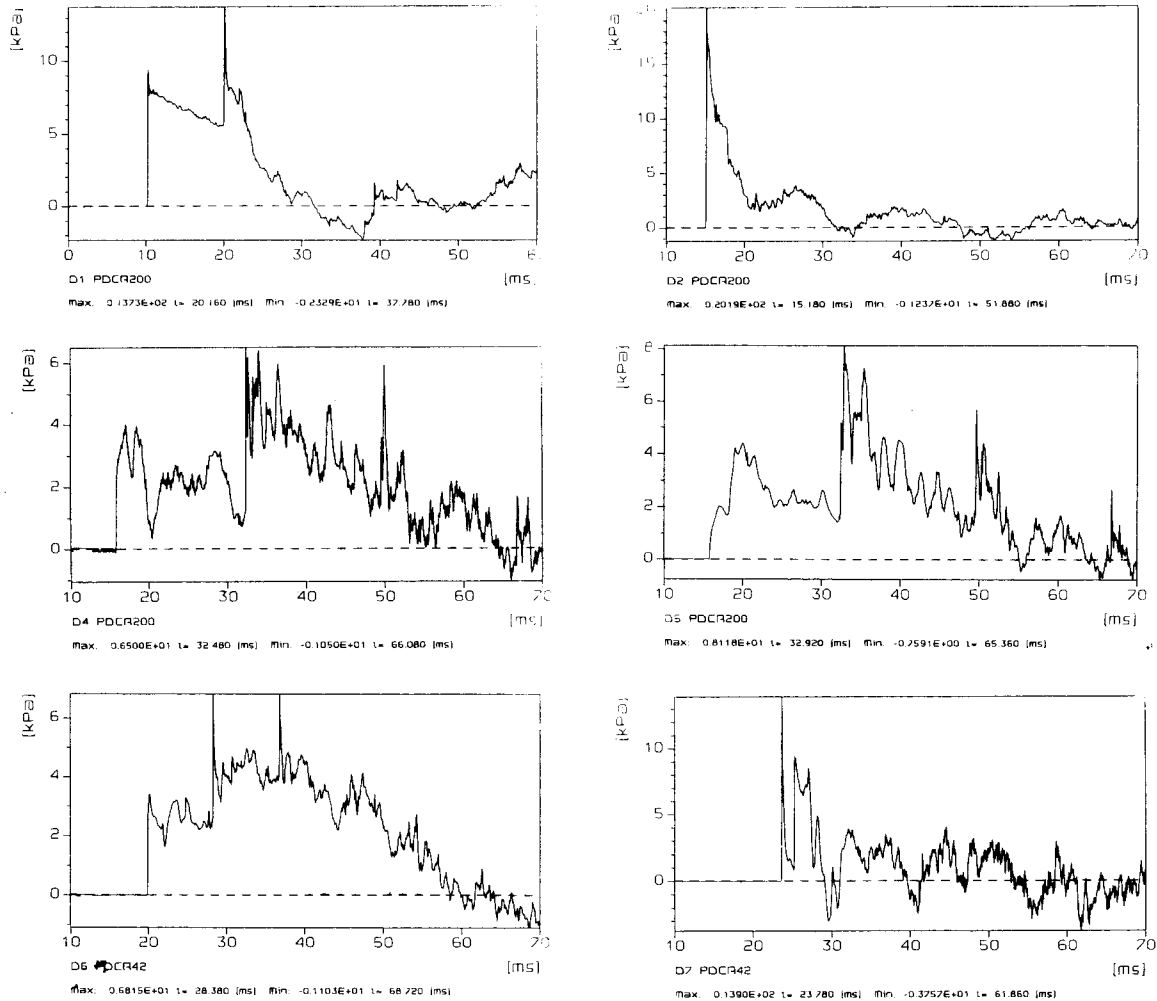 [kPa]
10
5
0
0 10 20 30 40 50 6
[ms]
D1 PDCR200
Max. 0.1373E+02 t= 20.160 [ms] Min. -0.2329E+01 t= 37.780 [ms]
[kPa]
15
10
5
0
10 20 30 40 50 60 70
[ms]
D2 PDCR200
Max. 0.2019E+02 t= 15.180 [ms] Min. -0.1237E+01 t= 51.880 [ms]
[kPa]
6
4
2
0
10 20 30 40 50 60 70
[ms]
D4 PDCR200
Max. 0.6500E+01 t= 32.480 [ms] Min. -0.1050E+01 t= 66.080 [ms]
[kPa]
8
6
4
2
0
10 20 30 40 50 60 70
[ms]
D5 PDCR200
Max. 0.8118E+01 t= 32.920 [ms] Min. -0.7591E+00 t= 65.360 [ms]
[kPa]
6
4
2
0
10 20 30 40 50 60 70
[ms]
D6 PDCR42
Max. 0.6815E+01 t= 28.380 [ms] Min. -0.1103E+01 t= 68.720 [ms]
[kPa]
10
5
0
10 20 30 40 50 60 70
[ms]
D7 PDCR42
Max. 0.1390E+02 t= 23.780 [ms] Min. -0.3757E+01 t= 61.860 [ms]